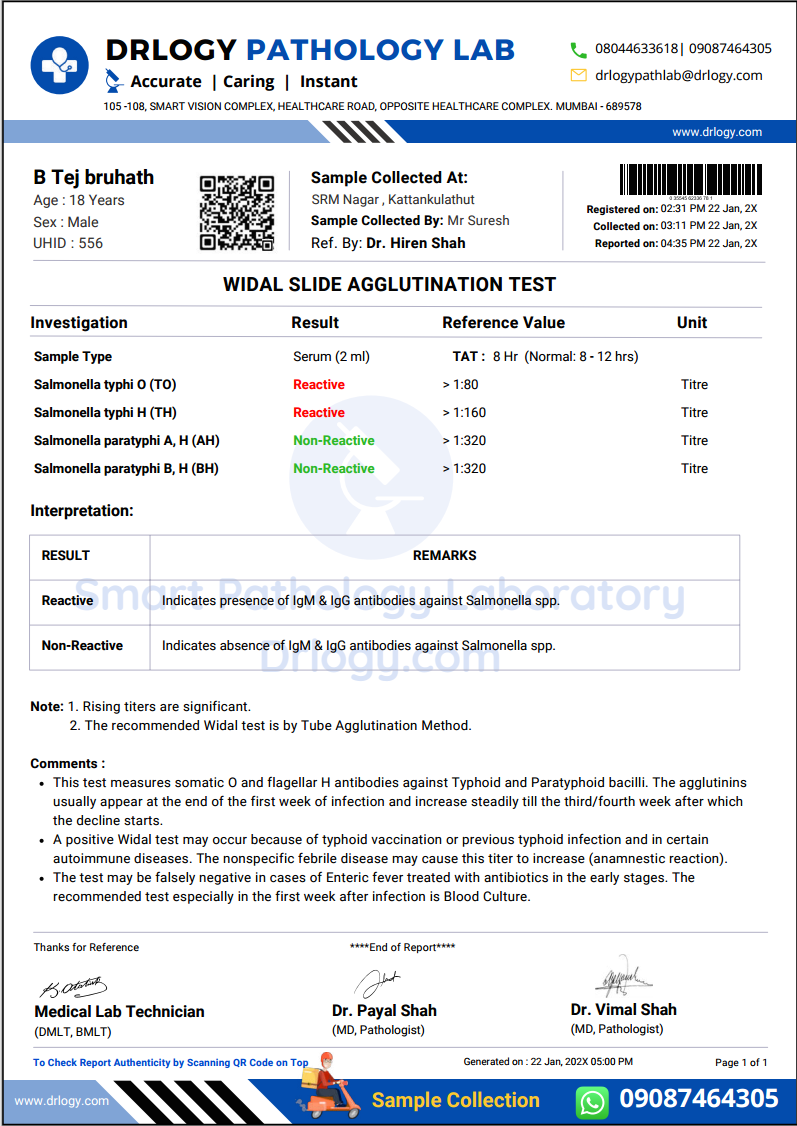 DRLOGY PATHOLOGY LAB
Accurate | Caring | Instant
08044633618| 09087464305
drlogypathlab@drlogy.com
105 -108, SMART VISION COMPLEX, HEALTHCARE ROAD, OPPOSITE HEALTHCARE COMPLEX. MUMBAI - 689578
www.drlogy.com
B Tej bruhath
Age : 18 Years
Sex : Male
UHID : 556
Sample Collected At:
SRM Nagar , Kattankulathut
Sample Collected By: Mr Suresh
Ref. By: Dr. Hiren Shah
Registered on: 02:31 PM 22 Jan, 2X
Collected on: 03:11 PM 22 Jan, 2X
Reported on: 04:35 PM 22 Jan, 2X
WIDAL SLIDE AGGLUTINATION TEST
Investigation Result Reference Value Unit
Sample Type Serum (2 ml) TAT : 8 Hr (Normal: 8 - 12 hrs)
Salmonella typhi O (TO) Reactive > 1:80 Titre
Salmonella typhi H (TH) Reactive > 1:160 Titre
Salmonella paratyphi A, H (AH) Non-Reactive > 1:320 Titre
Salmonella paratyphi B, H (BH) Non-Reactive > 1:320 Titre
Interpretation:
RESULT REMARKS
Reactive Indicates presence of IgM & IgG antibodies against Salmonella spp.
Non-Reactive Indicates absence of IgM & IgG antibodies against Salmonella spp.
Smart Pathology Laboratory
Drlogy.com
Note: 1. Rising titers are significant.
2. The recommended Widal test is by Tube Agglutination Method.
Comments :
• This test measures somatic O and flagellar H antibodies against Typhoid and Paratyphoid bacilli. The agglutinins
usually appear at the end of the first week of infection and increase steadily till the third/fourth week after which
the decline starts.
• A positive Widal test may occur because of typhoid vaccination or previous typhoid infection and in certain
autoimmune diseases. The nonspecific febrile disease may cause this titer to increase (anamnestic reaction).
• The test may be falsely negative in cases of Enteric fever treated with antibiotics in the early stages. The
recommended test especially in the first week after infection is Blood Culture.
Thanks for Reference ****End of Report****
Medical Lab Technician
(DMLT, BMLT)
Dr. Payal Shah
(MD, Pathologist)
Dr. Vimal Shah
(MD, Pathologist)
To Check Report Authenticity by Scanning QR Code on Top
Generated on : 22 Jan, 202X 05:00 PM
Page 1 of 1
www.drlogy.com
Sample Collection
09087464305